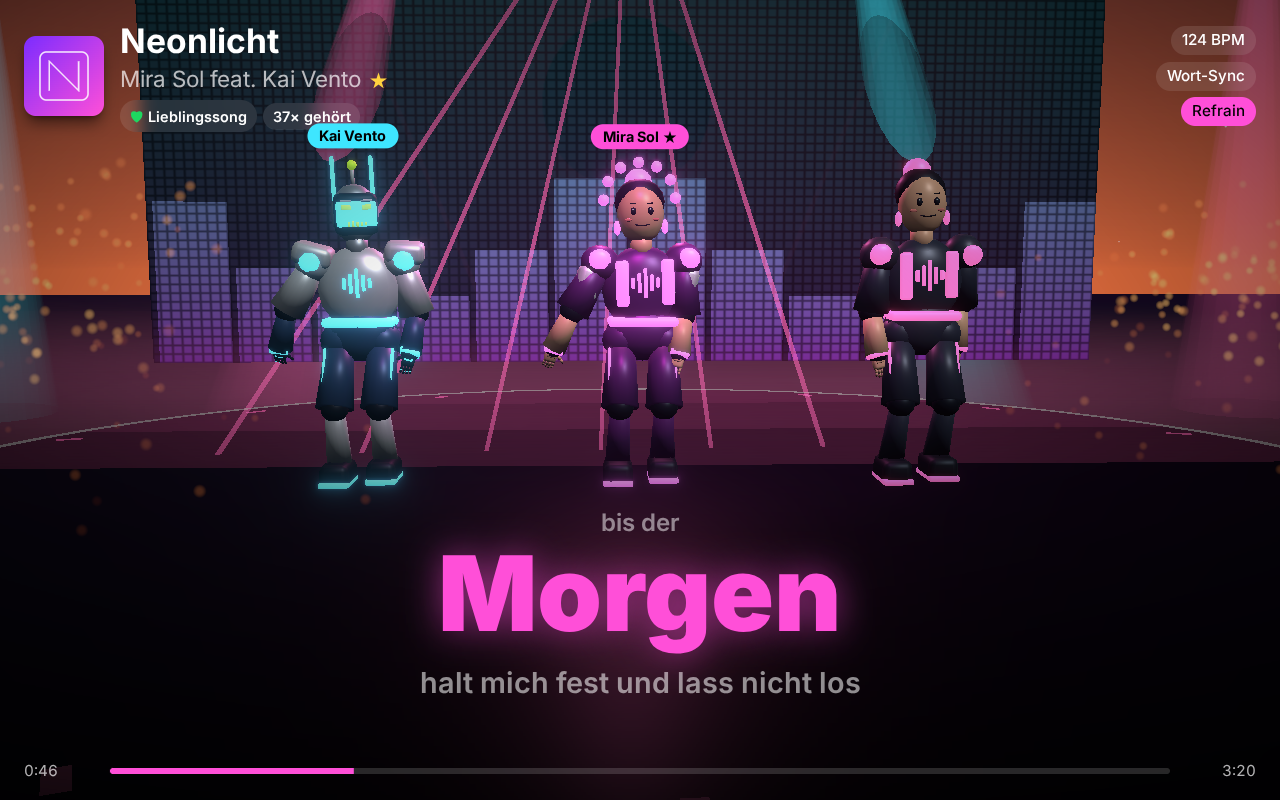 N
Neonlicht
Mira Sol feat. Kai Vento ★
Lieblingssong
37× gehört
124 BPM
Wort-Sync
Refrain
Kai Vento
Mira Sol ★
bis der
Morgen
halt mich fest und lass nicht los
0:46
3:20